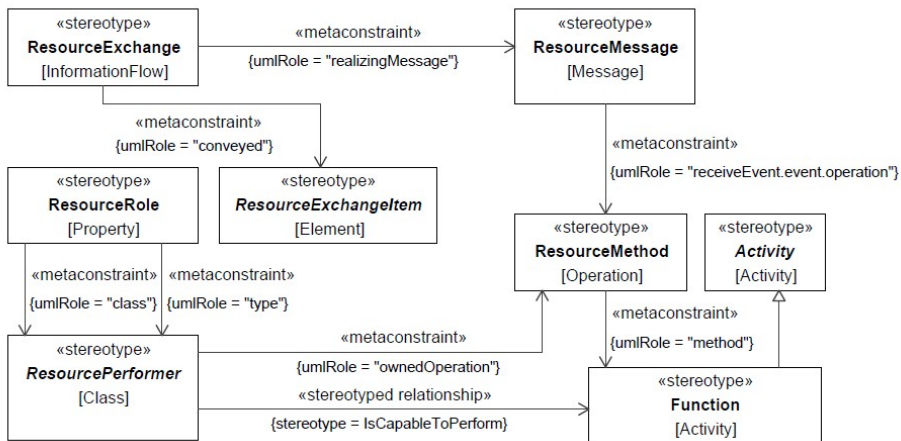 «stereotype»
ResourceExchange
[InformationFlow]
«metaconstraint»
{umlRole = "realizingMessage"}
«stereotype»
ResourceMessage
[Message]
«metaconstraint»
{umlRole = "conveyed"}
«metaconstraint»
{umlRole = "receiveEvent.event.operation"}
«stereotype»
ResourceRole
[Property]
«stereotype»
ResourceExchangeItem
[Element]
«stereotype»
ResourceMethod
[Operation]
«stereotype»
Activity
[Activity]
«metaconstraint»
{umlRole = "class"}
«metaconstraint»
{umlRole = "type"}
«metaconstraint»
{umlRole = "method"}
«stereotype»
ResourcePerformer
[Class]
«metaconstraint»
{umlRole = "ownedOperation"}
«stereotyped relationship»
{stereotype = IsCapableToPerform}
«stereotype»
Function
[Activity]